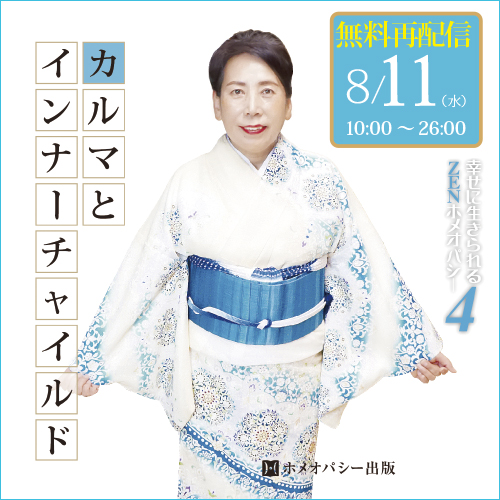 カルマと
インナーチャイルド
無料再配信
8/11(水)
10:00 ～ 26:00
幸せに生きられる
ZENホメオパシー
4
ホメオパシー出版